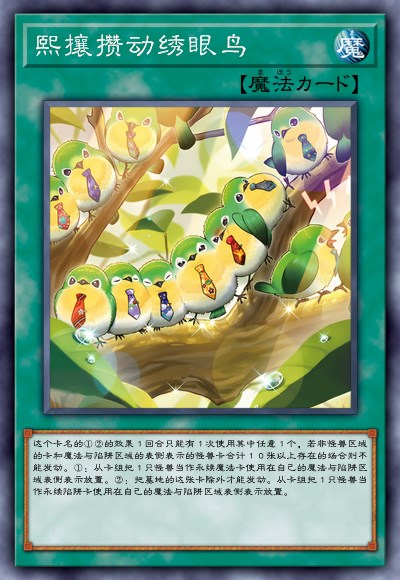 熙攘攒动绣眼鸟
魔
【魔法カード】
ま ほう
这个卡名的①②的效果1回合只能有1次使用其中任意1个，若非怪兽区域
的卡和魔法与陷阱区域的表侧表示的怪兽卡合计10张以上存在的场合则不
能发动。①：从卡组把1只怪兽当作永续魔法卡使用在自己的魔法与陷阱区
域表侧表示放置。②：把墓地的这张卡除外才能发动。从卡组把1只怪兽当
作永续陷阱卡使用在自己的魔法与陷阱区域表侧表示放置。